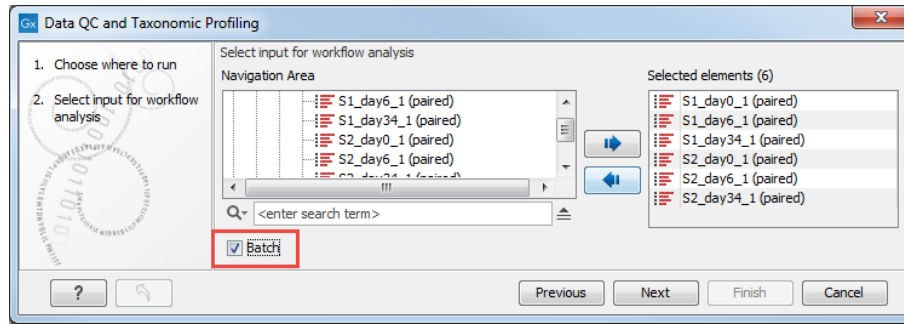 Gx Data QC and Taxonomic Profiling
1. Choose where to run
2. Select input for workflow
analysis
Select input for workflow analysis
Navigation Area
S1_day6_1 (paired)
S1_day34_1 (paired)
S2_day0_1 (paired)
S2_day6_1 (paired)
<enter search term>
Batch
Selected elements (6)
S1_day0_1 (paired)
S1_day6_1 (paired)
S1_day34_1 (paired)
S2_day0_1 (paired)
S2_day6_1 (paired)
S2_day34_1 (paired)
?
Previous
Next
Finish
Cancel